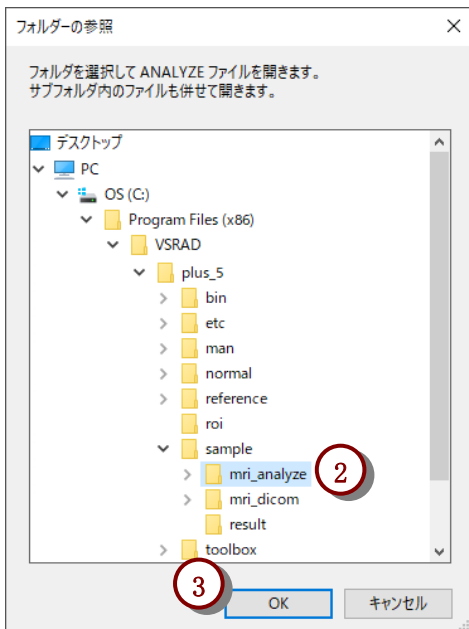 フォルダーの参照
フォルダを選択して ANALYZE ファイルを開きます。
サブフォルダ内のファイルも併せて開きます。
デスクトップ
PC
OS (C:)
Program Files (x86)
VSRAD
plus_5
bin
etc
man
normal
reference
roi
sample
mri_analyze
2
mri_dicom
result
toolbox
3
OK
キャンセル